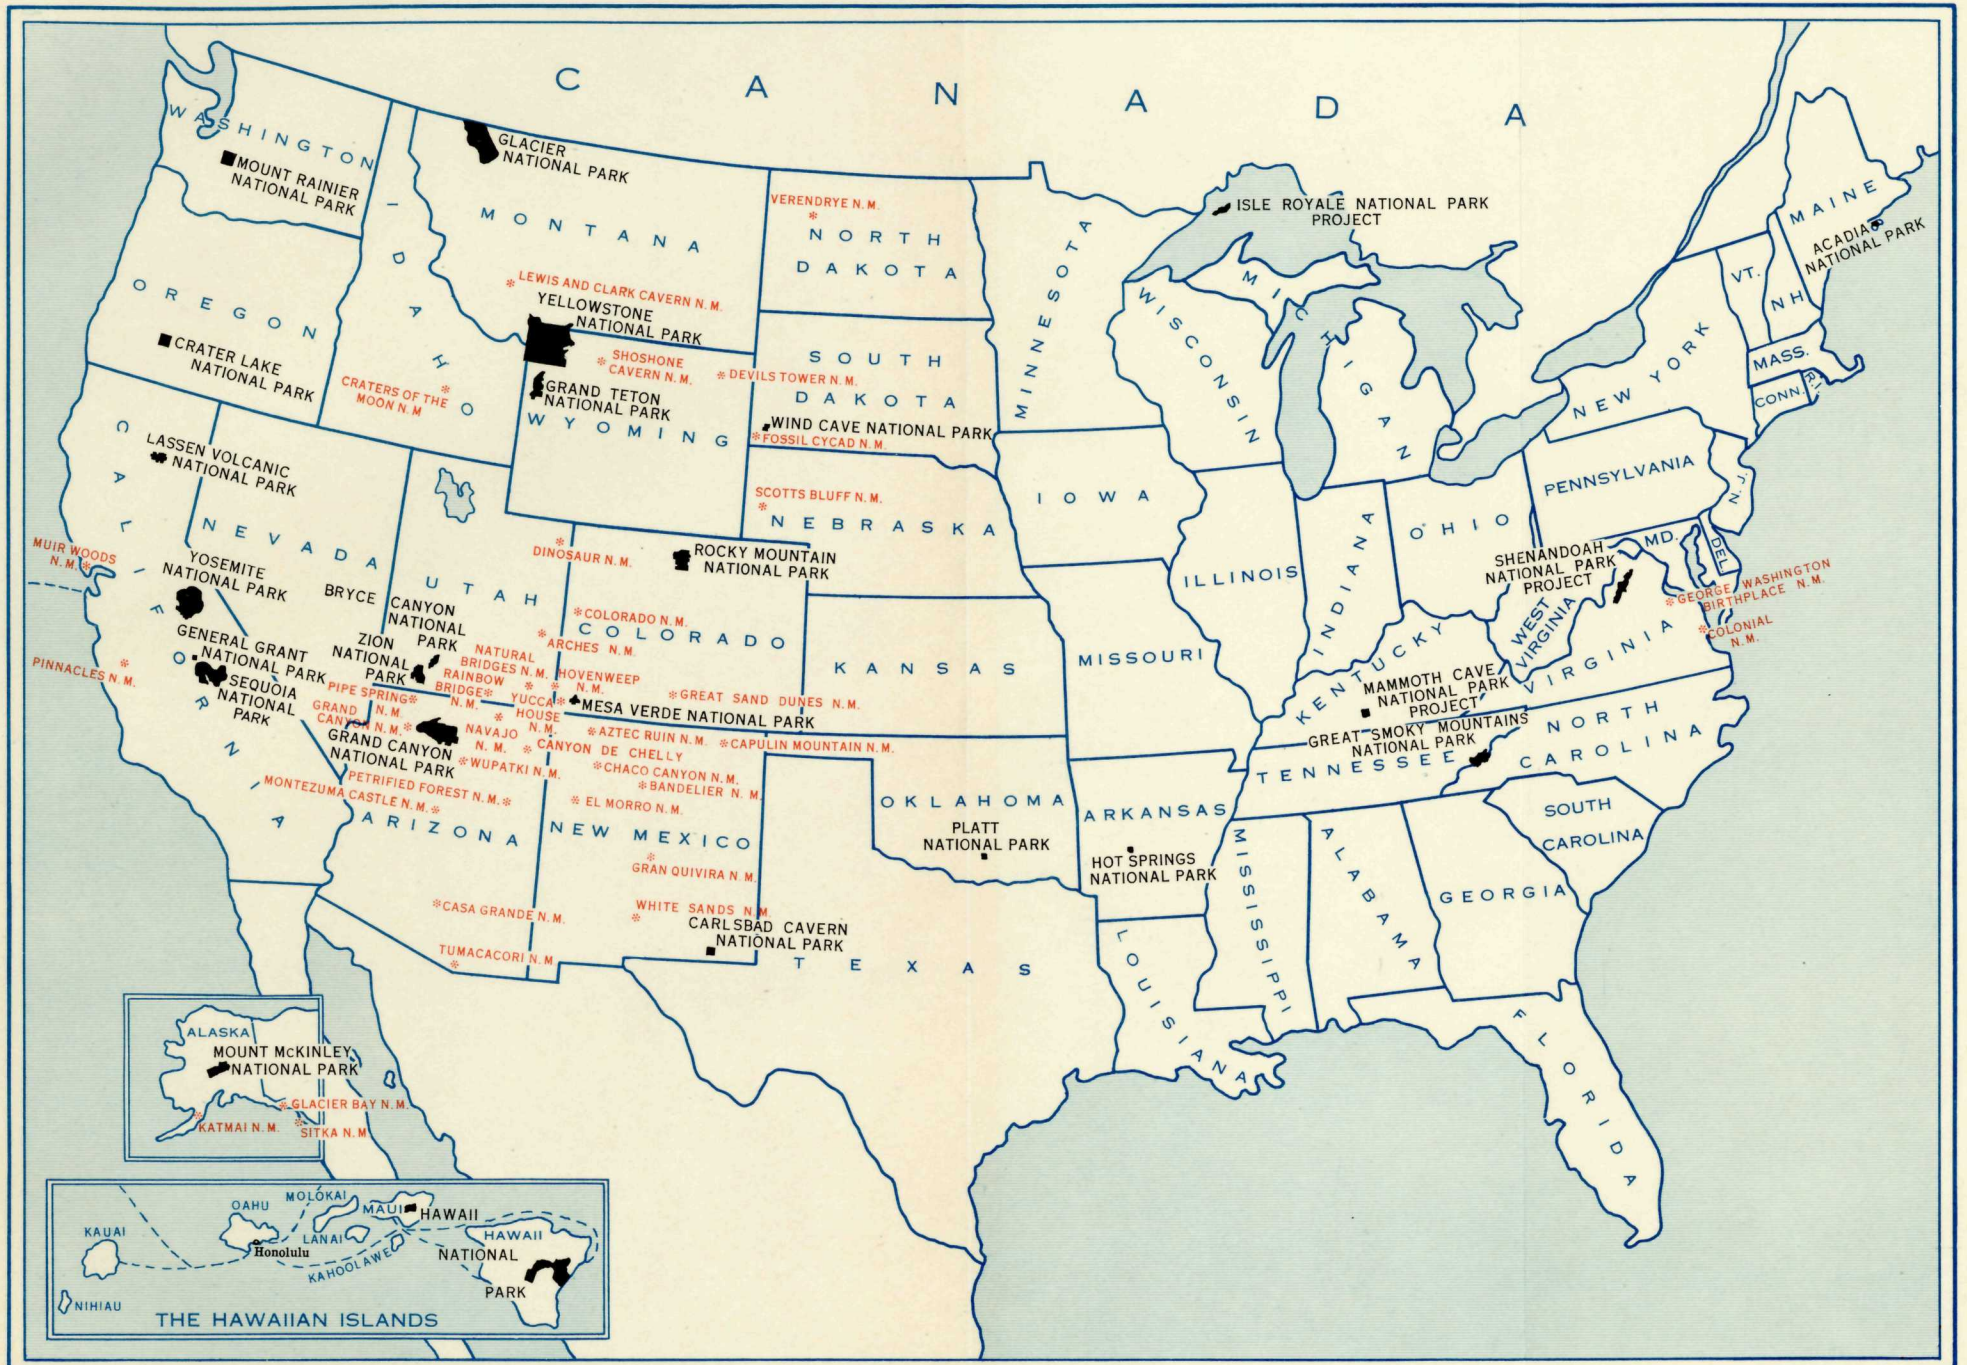 CANADA
WASHINGTON
MOUNT RAINIER
NATIONAL PARK
OREGON
CRATER LAKE
NATIONAL PARK
IDAHO
CRATERS OF THE
MOON N.M
GLACIER
NATIONAL PARK
MONTANA
LEWIS AND CLARK CAVERN N.M.
YELLOWSTONE
NATIONAL PARK
SHOSHONE
CAVERN N.M.
DEVILS TOWER N.M.
GRAND TETON
NATIONAL PARK
WYOMING
VERENDRYE N.M.
NORTH
DAKOTA
SOUTH
DAKOTA
WIND CAVE NATIONAL PARK
FOSSIL CYCAD N.M.
SCOTTS BLUFF N.M.
NEBRASKA
MINNESOTA
WISCONSIN
ISLE ROYALE NATIONAL PARK
PROJECT
MICHIGAN
IOWA
ILLINOIS
INDIANA
OHIO
MAINE
ACADIA
NATIONAL PARK
VT.
NH
MASS.
CONN.
R.I.
NEW YORK
PENNSYLVANIA
N.J.
MD.
DEL
SHENANDOAH
NATIONAL PARK
PROJECT
WEST
VIRGINIA
VIRGINIA
GEORGE WASHINGTON
BIRTHPLACE N.M.
COLONIAL
N.M.
CALIFORNIA
LASSEN VOLCANIC
NATIONAL PARK
NEVADA
MUIR WOODS
N.M.
YOSEMITE
NATIONAL PARK
GENERAL GRANT
NATIONAL PARK
SEQUOIA
NATIONAL
PARK
PINNACLES N.M.
UTAH
BRYCE CANYON
NATIONAL
PARK
ZION
NATIONAL
PARK
DINOSAUR N.M.
ROCKY MOUNTAIN
NATIONAL PARK
COLORADO N.M.
COLORADO
ARCHES N.M.
NATURAL
BRIDGES N.M.
HOVENWEEP
N.M.
RAINBOW
BRIDGE
N.M.
YUCCA
HOUSE
N.M.
PIPE SPRING
N.M.
GRAND
CANYON N.M.
GRAND CANYON
NATIONAL PARK
NAVAJO
N.M.
MESA VERDE NATIONAL PARK
GREAT SAND DUNES N.M.
AZTEC RUIN N.M.
CAPULIN MOUNTAIN N.M.
CANYON DE CHELLY
WUPATKI N.M.
CHACO CANYON N.M.
BANDELIER N.M.
PETRIFIED FOREST N.M.
MONTEZUMA CASTLE N.M.
EL MORRO N.M.
ARIZONA
NEW MEXICO
GRAN QUIVIRA N.M.
CASA GRANDE N.M.
WHITE SANDS N.M.
CARLSBAD CAVERN
NATIONAL PARK
TUMACACORI N.M
KANSAS
MISSOURI
KENTUCKY
MAMMOTH CAVE
NATIONAL PARK
PROJECT
GREAT SMOKY MOUNTAINS
NATIONAL PARK
TENNESSEE
NORTH
CAROLINA
SOUTH
CAROLINA
OKLAHOMA
PLATT
NATIONAL PARK
ARKANSAS
HOT SPRINGS
NATIONAL PARK
TEXAS
LOUISIANA
MISSISSIPPI
ALABAMA
GEORGIA
FLORIDA
ALASKA
MOUNT McKINLEY
NATIONAL PARK
GLACIER BAY N.M.
KATMAI N.M.
SITKA N.M
KAUAI
NIHIAU
OAHU
Honolulu
MOLOKAI
LANAI
MAUI
KAHOOLAWE
HAWAII
HAWAII
NATIONAL
PARK
THE HAWAIIAN ISLANDS